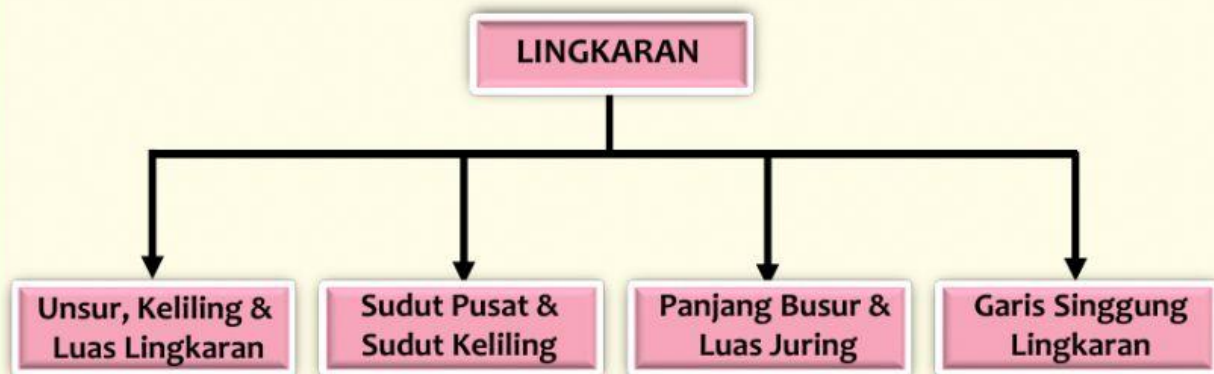 LINGKARAN
Unsur, Keliling &
Luas Lingkaran
Sudut Pusat &
Sudut Keliling
Panjang Busur &
Luas Juring
Garis Singgung
Lingkaran